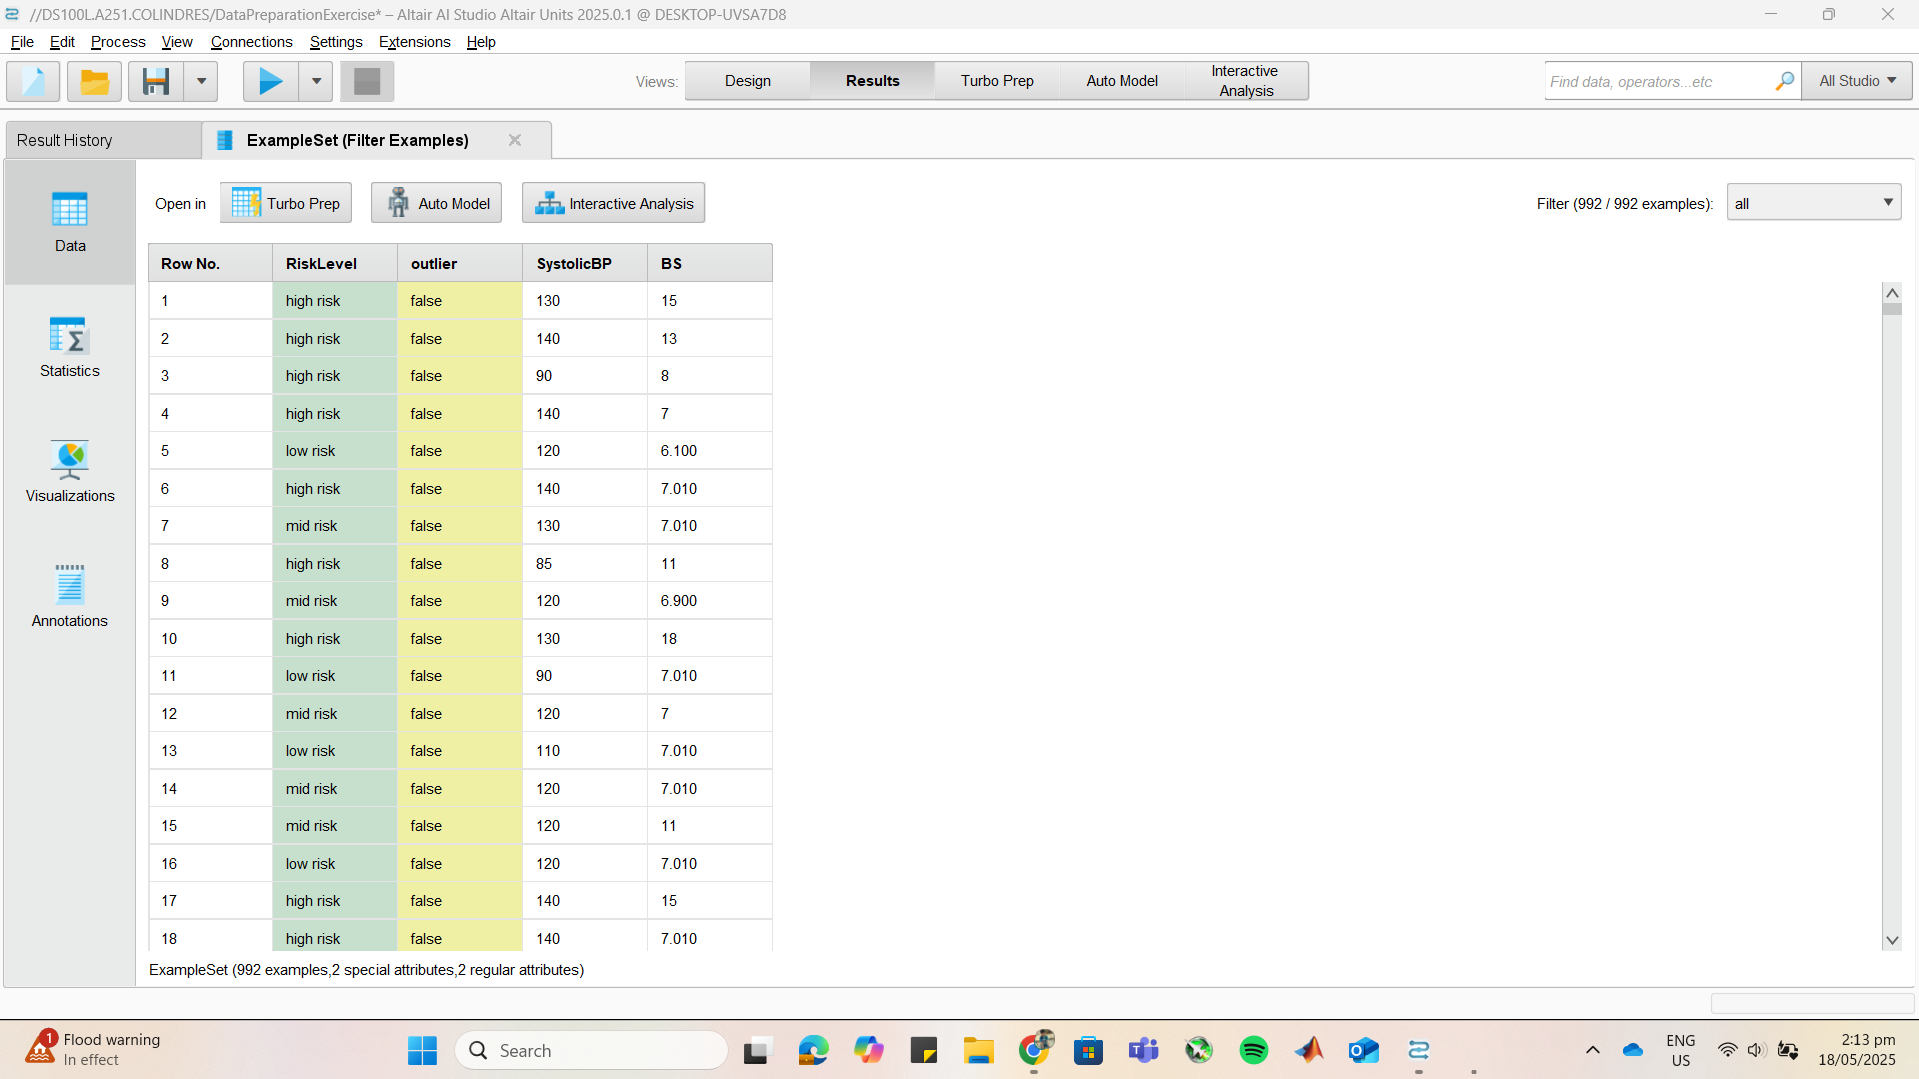 //DS100L.A251.COLINDRES/DataPreparationExercise* – Altair AI Studio Altair Units 2025.0.1 @ DESKTOP-UVSA7D8
File Edit Process View Connections Settings Extensions Help
Views: Design Results Turbo Prep Auto Model Interactive Analysis
Find data, operators...etc All Studio
Result History ExampleSet (Filter Examples)
Open in Turbo Prep Auto Model Interactive Analysis Filter (992 / 992 examples): all
Data
Statistics
Visualizations
Annotations
Row No. RiskLevel outlier SystolicBP BS
1 high risk false 130 15
2 high risk false 140 13
3 high risk false 90 8
4 high risk false 140 7
5 low risk false 120 6.100
6 high risk false 140 7.010
7 mid risk false 130 7.010
8 high risk false 85 11
9 mid risk false 120 6.900
10 high risk false 130 18
11 low risk false 90 7.010
12 mid risk false 120 7
13 low risk false 110 7.010
14 mid risk false 120 7.010
15 mid risk false 120 11
16 low risk false 120 7.010
17 high risk false 140 15
18 high risk false 140 7.010
ExampleSet (992 examples,2 special attributes,2 regular attributes)
1
Flood warning
In effect
Search
ENG
US
2:13 pm
18/05/2025